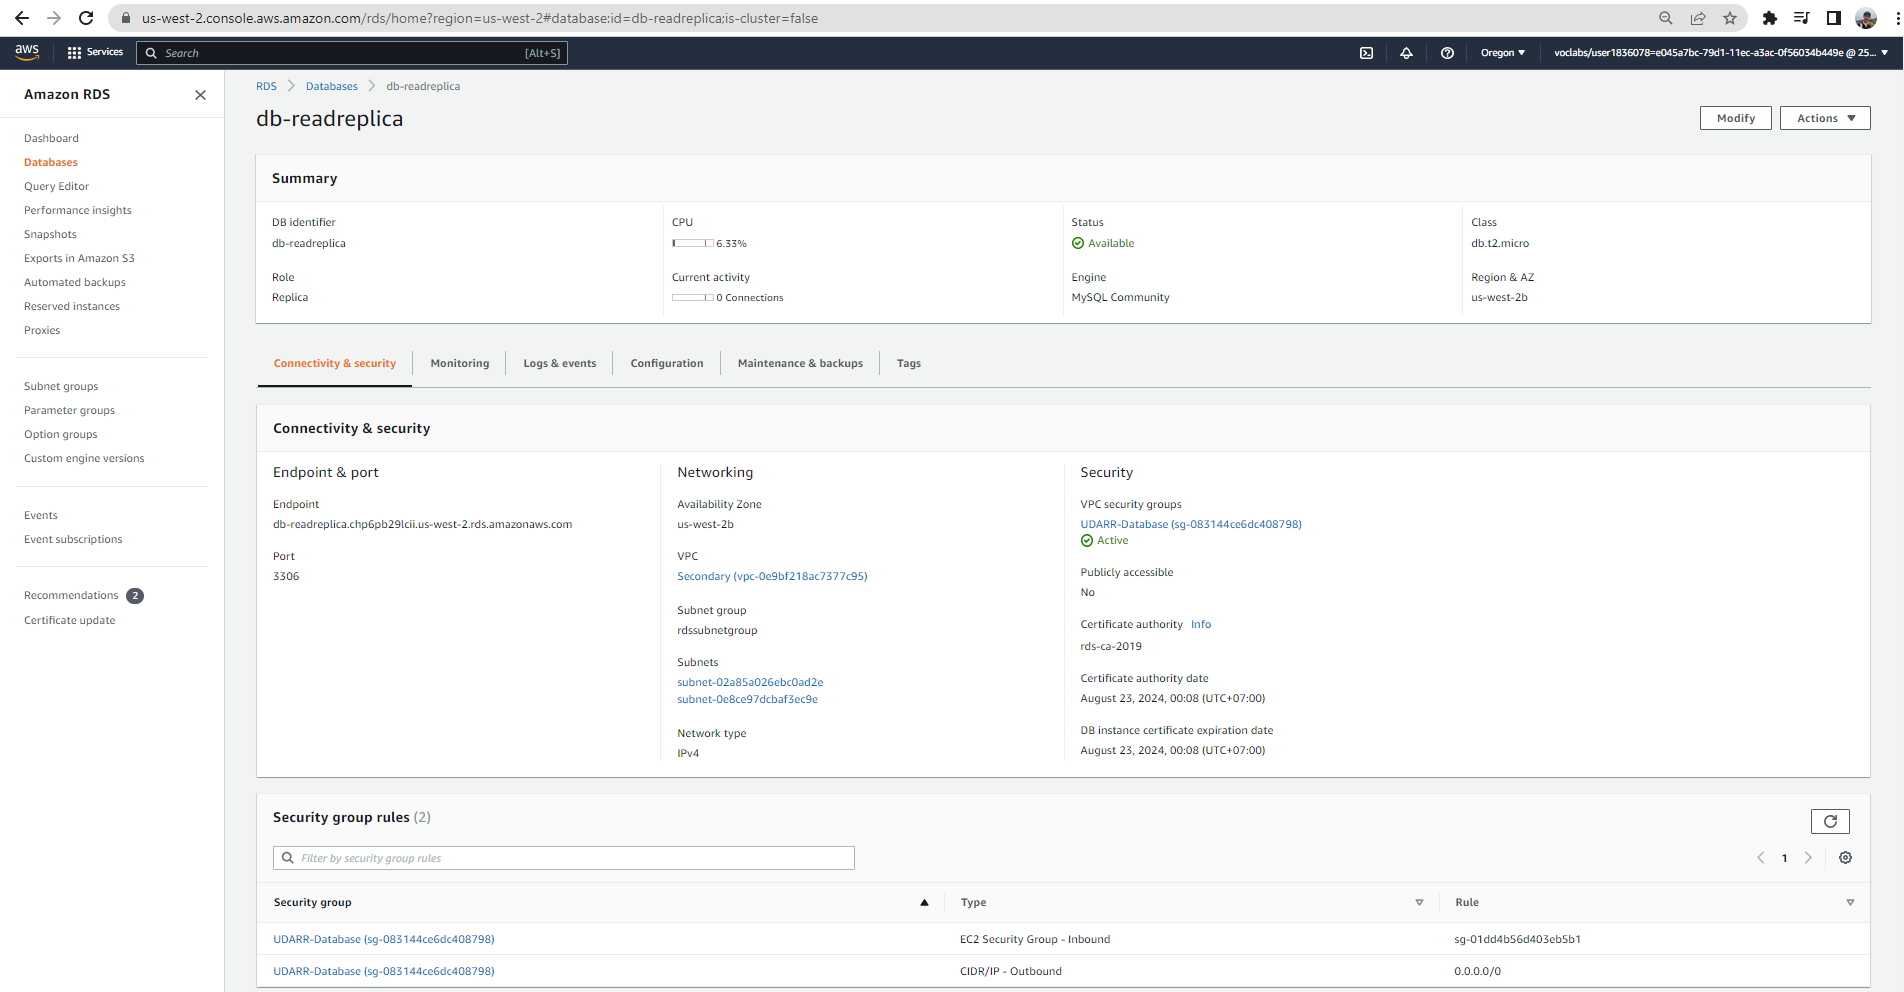 us-west-2.console.aws.amazon.com/rds/home?region=us-west-2#database:id=db-readreplica;is-cluster=false
aws Services Search [Alt+S] Oregon ▼ voclabs/user1836078=e045a7bc-79d1-11ec-a3ac-0f56034b449e @ 25... ▼
Amazon RDS
Dashboard
Databases
Query Editor
Performance insights
Snapshots
Exports in Amazon S3
Automated backups
Reserved instances
Proxies
Subnet groups
Parameter groups
Option groups
Custom engine versions
Events
Event subscriptions
Recommendations 2
Certificate update
RDS > Databases > db-readreplica
db-readreplica
Modify Actions ▼
Summary
DB identifier
db-readreplica
Role
Replica
CPU
6.33%
Current activity
0 Connections
Status
Available
Engine
MySQL Community
Class
db.t2.micro
Region & AZ
us-west-2b
Connectivity & security Monitoring Logs & events Configuration Maintenance & backups Tags
Connectivity & security
Endpoint & port
Endpoint
db-readreplica.chp6pb29lcii.us-west-2.rds.amazonaws.com
Port
3306
Networking
Availability Zone
us-west-2b
VPC
Secondary (vpc-0e9bf218ac7377c95)
Subnet group
rdssubnetgroup
Subnets
subnet-02a85a026ebc0ad2e
subnet-0e8ce97dcbaf3ec9e
Network type
IPv4
Security
VPC security groups
UDARR-Database (sg-083144ce6dc408798)
Active
Publicly accessible
No
Certificate authority Info
rds-ca-2019
Certificate authority date
August 23, 2024, 00:08 (UTC+07:00)
DB instance certificate expiration date
August 23, 2024, 00:08 (UTC+07:00)
Security group rules (2)
Filter by security group rules
1
Security group Type Rule
UDARR-Database (sg-083144ce6dc408798) EC2 Security Group - Inbound sg-01dd4b56d403eb5b1
UDARR-Database (sg-083144ce6dc408798) CIDR/IP - Outbound 0.0.0.0/0